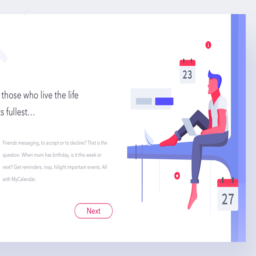 those who live the life
s fullest...
Friends messaging, to accept or to decline? That is the
question. When mum has birthday, is it this week or
next? Get reminders, map, hilight important events. All
with MyCalendar.
Next
23
27